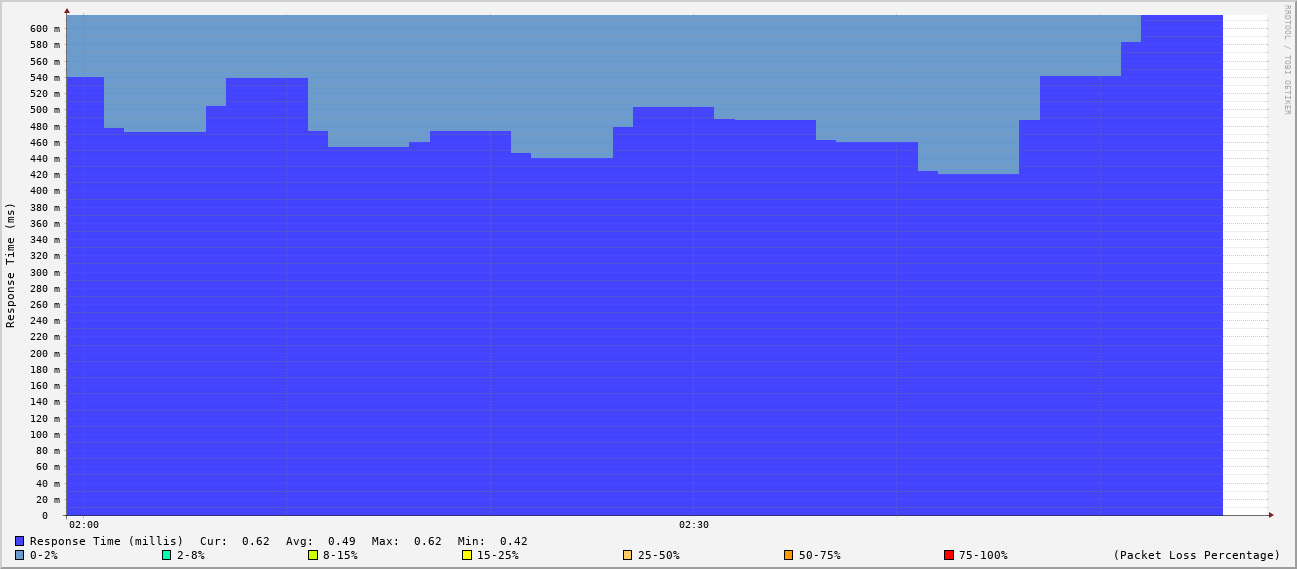 RRDTOOL / TOBI OETIKER
Response Time (ms)
600 m
580 m
560 m
540 m
520 m
500 m
480 m
460 m
440 m
420 m
400 m
380 m
360 m
340 m
320 m
300 m
280 m
260 m
240 m
220 m
200 m
180 m
160 m
140 m
120 m
100 m
80 m
60 m
40 m
20 m
0
02:00 02:30
Response Time (millis) Cur: 0.62 Avg: 0.49 Max: 0.62 Min: 0.42
0-2% 2-8% 8-15% 15-25% 25-50% 50-75% 75-100% (Packet Loss Percentage)